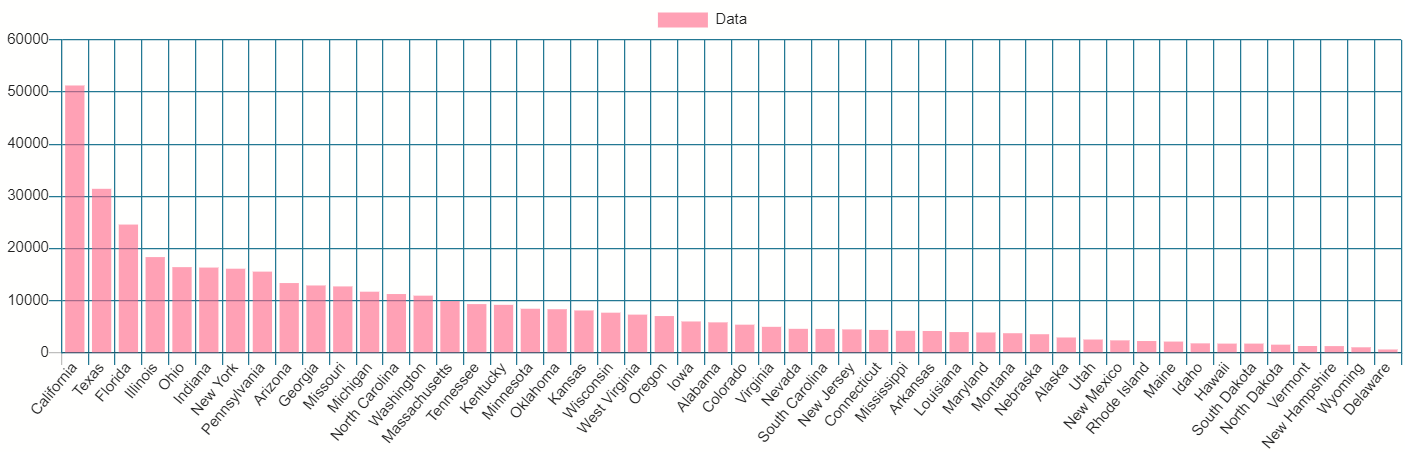 Data
60000
50000
40000
30000
20000
10000
0
California
Texas
Florida
Illinois
Ohio
Indiana
New York
Pennsylvania
Arizona
Georgia
Missouri
Michigan
North Carolina
Washington
Massachusetts
Tennessee
Kentucky
Minnesota
Oklahoma
Kansas
Wisconsin
West Virginia
Oregon
Iowa
Alabama
Colorado
Virginia
Nevada
South Carolina
New Jersey
Connecticut
Mississippi
Arkansas
Louisiana
Maryland
Montana
Nebraska
Alaska
Utah
New Mexico
Rhode Island
Maine
Idaho
Hawaii
South Dakota
North Dakota
Vermont
New Hampshire
Wyoming
Delaware